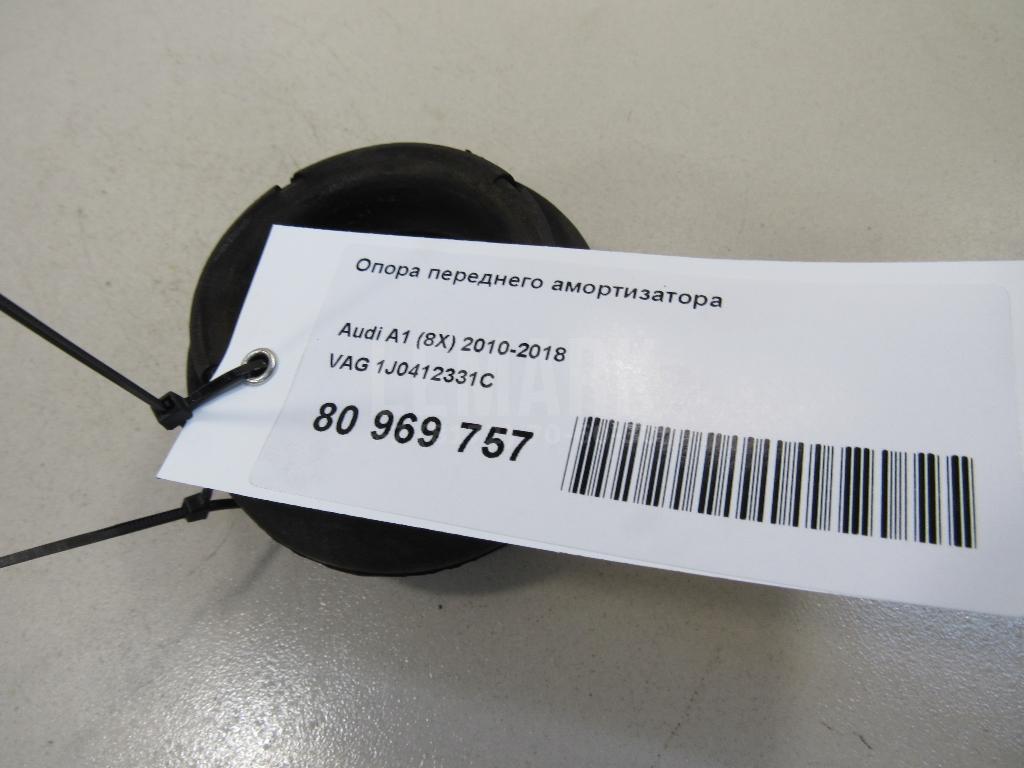 Опора переднего амортизатора
Audi A1 (8X) 2010-2018
VAG 1J0412331C
80 969 757